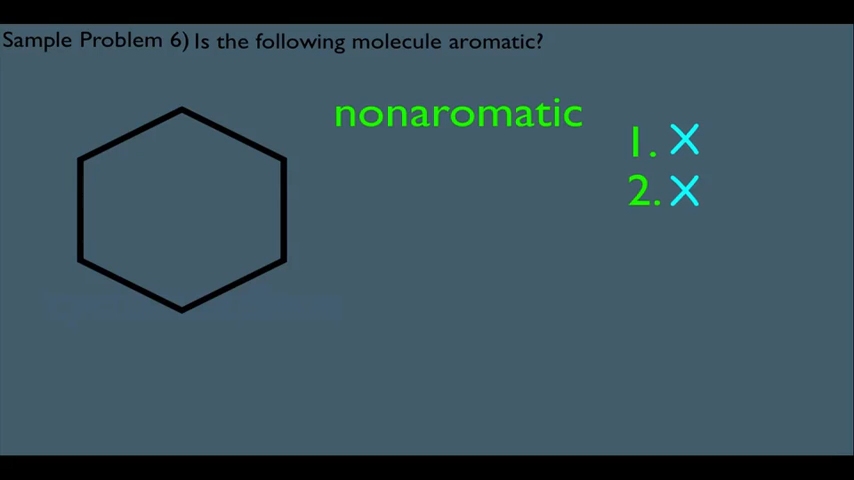 Sample Problem 6) Is the following molecule aromatic?
nonaromatic
1. X
2. X